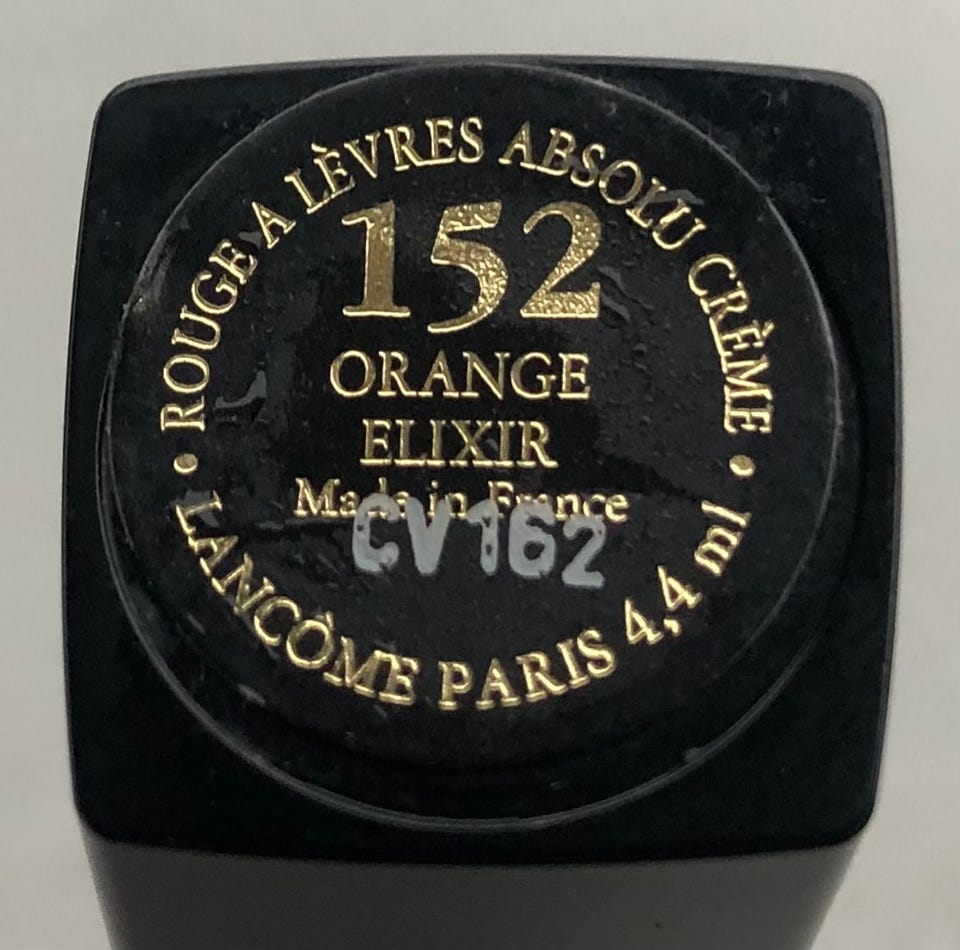 • ROUGE A LÈVRES ABSOLU CRÈME •
152
ORANGE
ELIXIR
Made in France
CV162
LANCÔME PARIS 4,4 ml